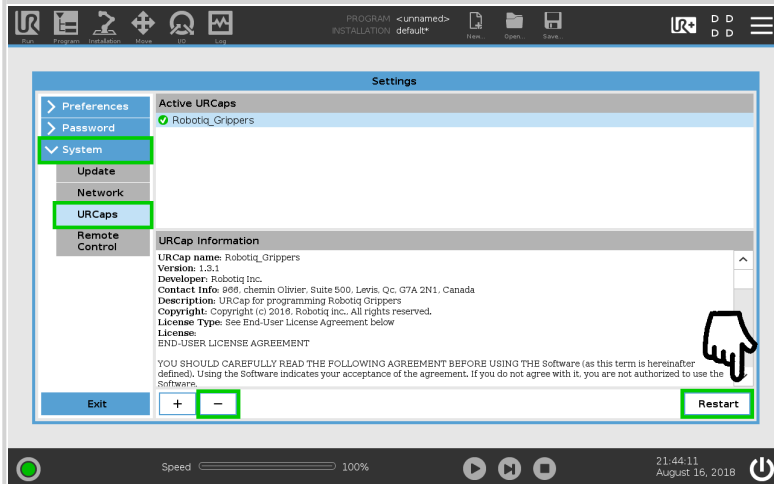 PROGRAM <unnamed>
INSTALLATION default*
Run Program Installation Move I/O Log
New... Open... Save...
UR
UR+
D D
D D
Settings
Preferences
Password
System
Update
Network
URCaps
Remote
Control
Exit
Active URCaps
Robotiq_Grippers
URCap Information
URCap name: Robotiq_Grippers
Version: 1.3.1
Developer: Robotiq Inc.
Contact Info: 966, chemin Olivier, Suite 500, Levis, Qc, G7A 2N1, Canada
Description: URCap for programming Robotiq Grippers
Copyright: Copyright (c) 2016. Robotiq inc.. All rights reserved.
License Type: See End-User License Agreement below
License:
END-USER LICENSE AGREEMENT
YOU SHOULD CAREFULLY READ THE FOLLOWING AGREEMENT BEFORE USING THE Software (as this term is hereinafter
defined). Using the Software indicates your acceptance of the agreement. If you do not agree with it, you are not authorized to use the
Software.
+ −
Restart
Speed 100%
21:44:11
August 16, 2018